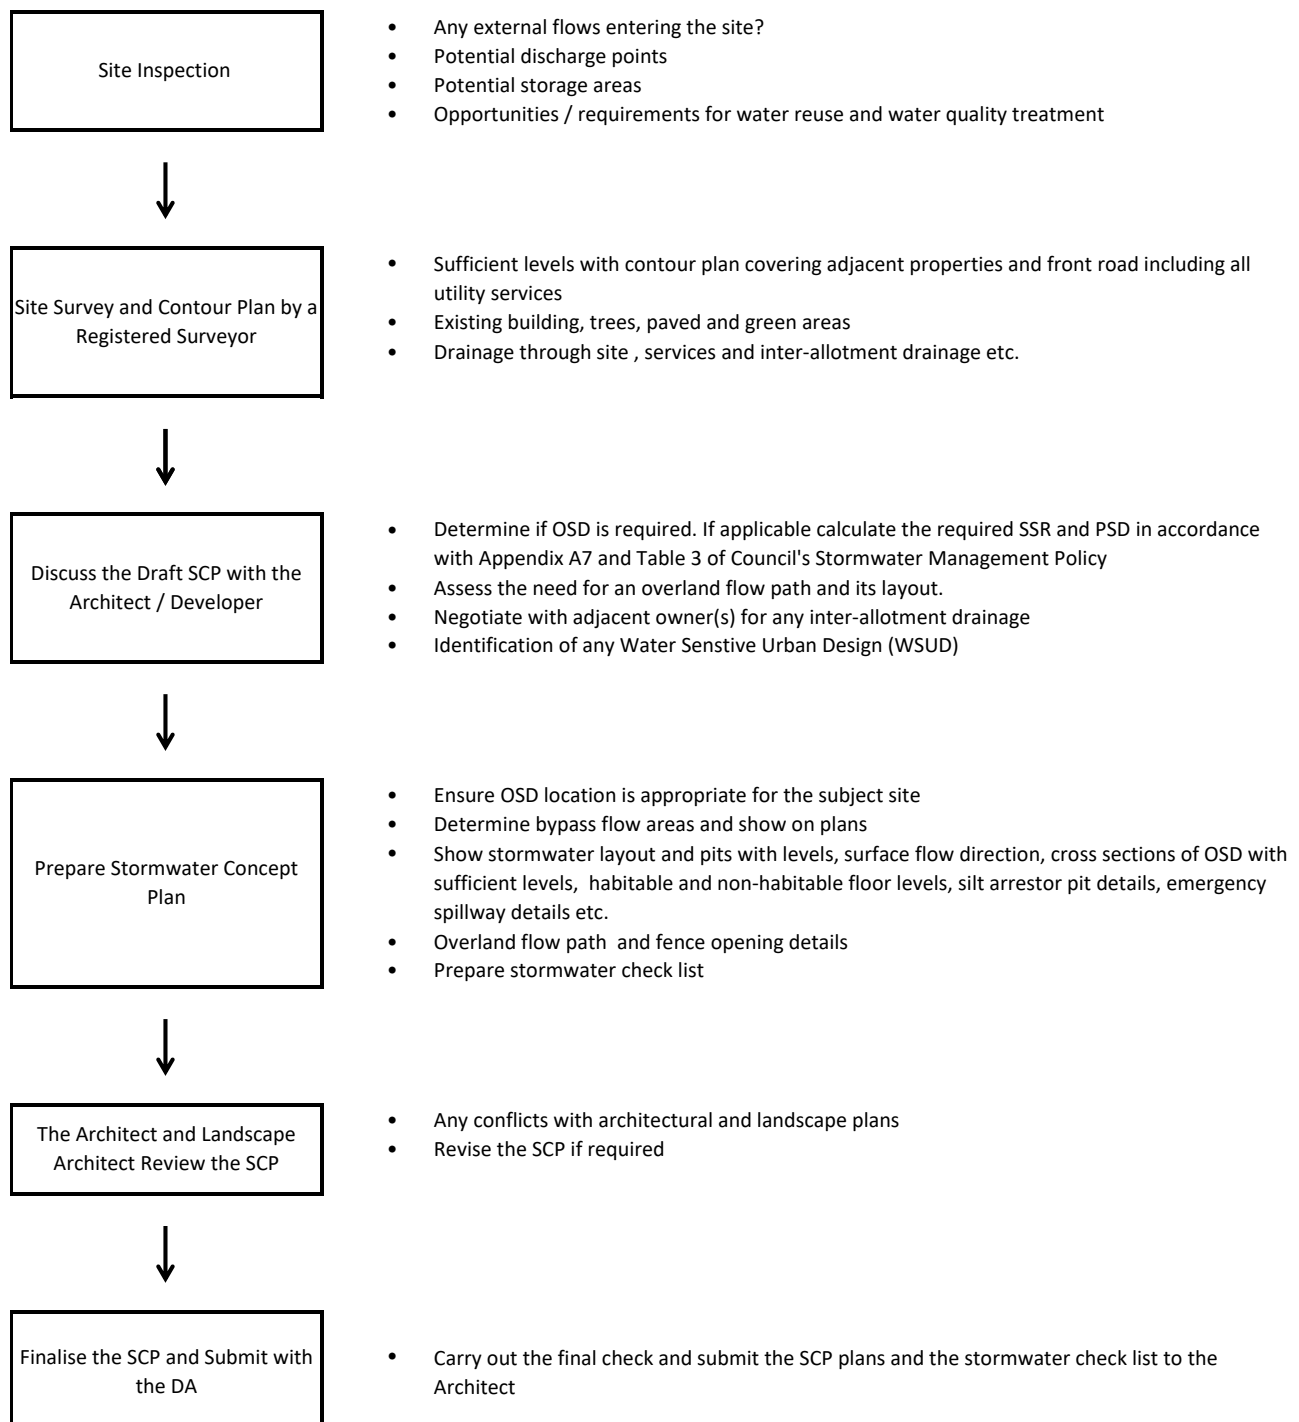 Site Inspection
• Any external flows entering the site?
• Potential discharge points
• Potential storage areas
• Opportunities / requirements for water reuse and water quality treatment
Site Survey and Contour Plan by a
Registered Surveyor
• Sufficient levels with contour plan covering adjacent properties and front road including all
utility services
• Existing building, trees, paved and green areas
• Drainage through site , services and inter-allotment drainage etc.
Discuss the Draft SCP with the
Architect / Developer
• Determine if OSD is required. If applicable calculate the required SSR and PSD in accordance
with Appendix A7 and Table 3 of Council's Stormwater Management Policy
• Assess the need for an overland flow path and its layout.
• Negotiate with adjacent owner(s) for any inter-allotment drainage
• Identification of any Water Senstive Urban Design (WSUD)
Prepare Stormwater Concept
Plan
• Ensure OSD location is appropriate for the subject site
• Determine bypass flow areas and show on plans
• Show stormwater layout and pits with levels, surface flow direction, cross sections of OSD with
sufficient levels,  habitable and non-habitable floor levels, silt arrestor pit details, emergency
spillway details etc.
• Overland flow path  and fence opening details
• Prepare stormwater check list
The Architect and Landscape
Architect Review the SCP
• Any conflicts with architectural and landscape plans
• Revise the SCP if required
Finalise the SCP and Submit with
the DA
• Carry out the final check and submit the SCP plans and the stormwater check list to the
Architect